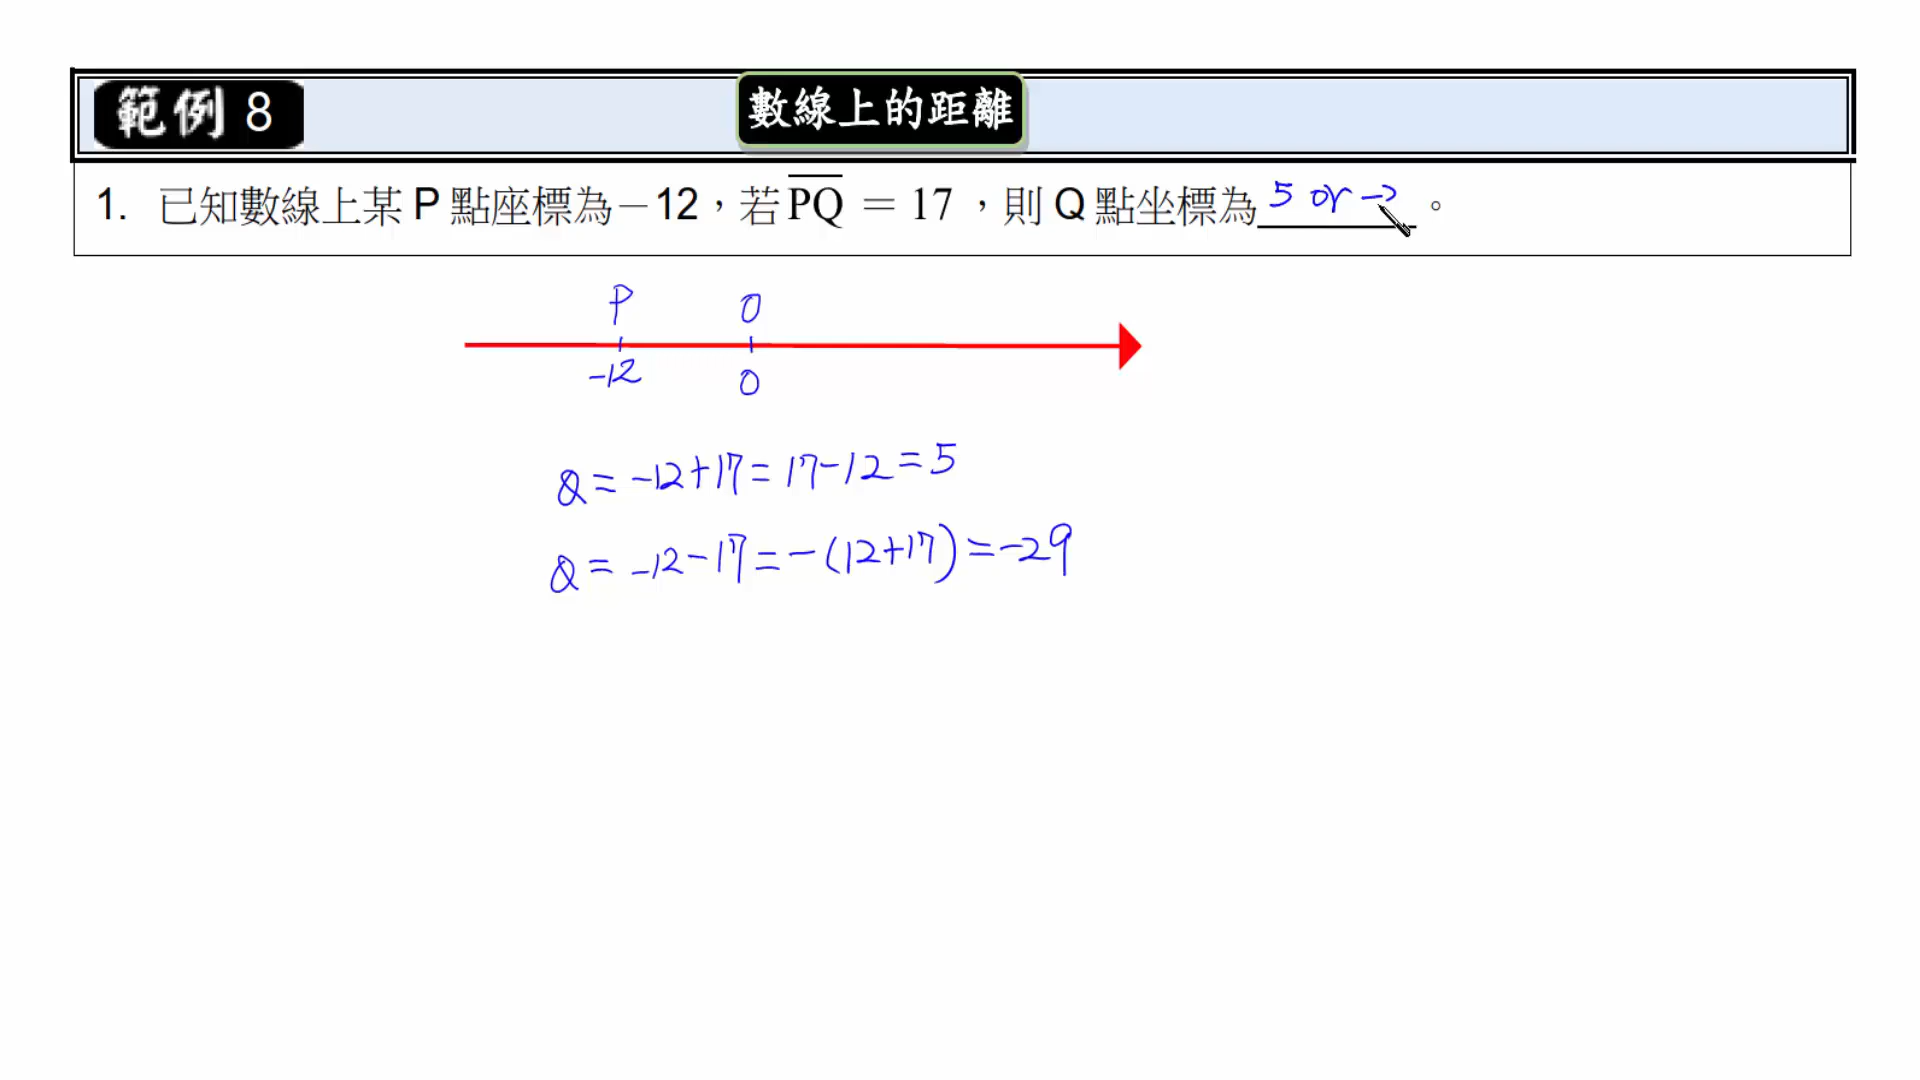 範例 8
數線上的距離
1. 已知數線上某 P 點座標為－12，若 PQ = 17，則 Q 點坐標為 5 or - 。
P 0
-12 0
Q = -12+17 = 17-12 = 5
Q = -12-17 = -(12+17) = -29